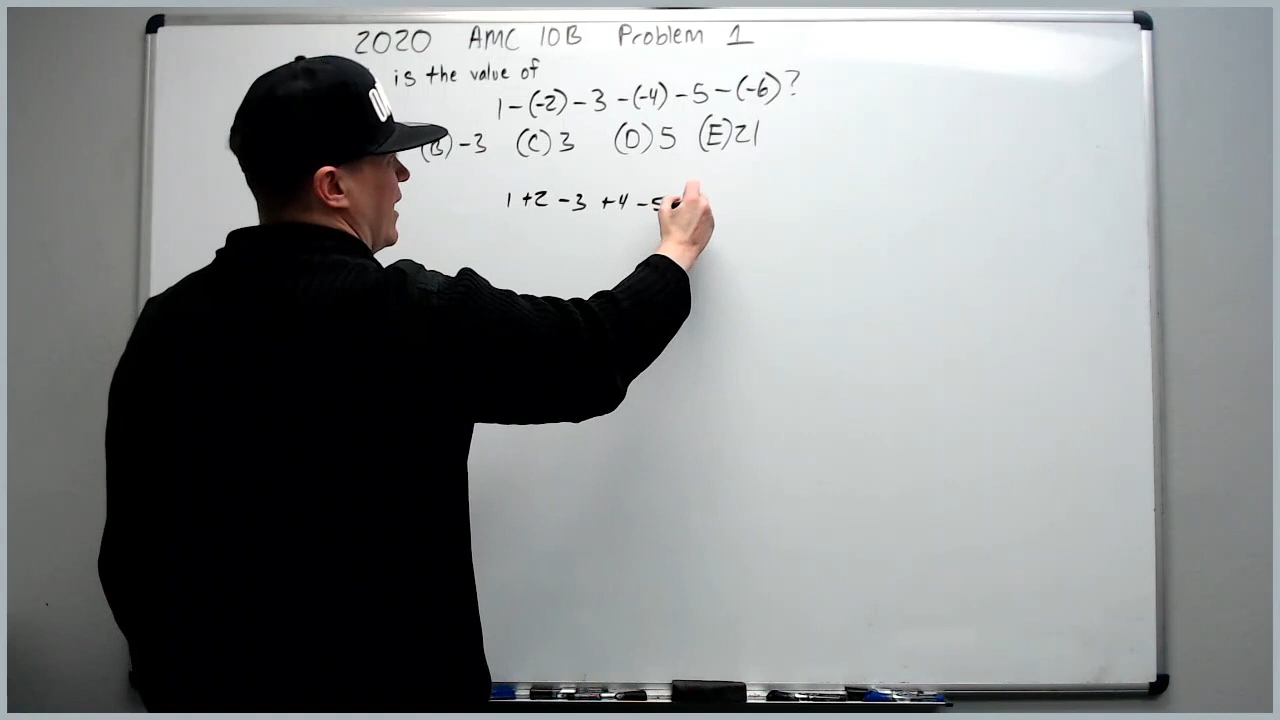 2020 AMC 10B Problem 1
is the value of
1-(-2)-3-(-4)-5-(-6)?
(B)-3 (C)3 (D)5 (E)21
1+2-3+4-5